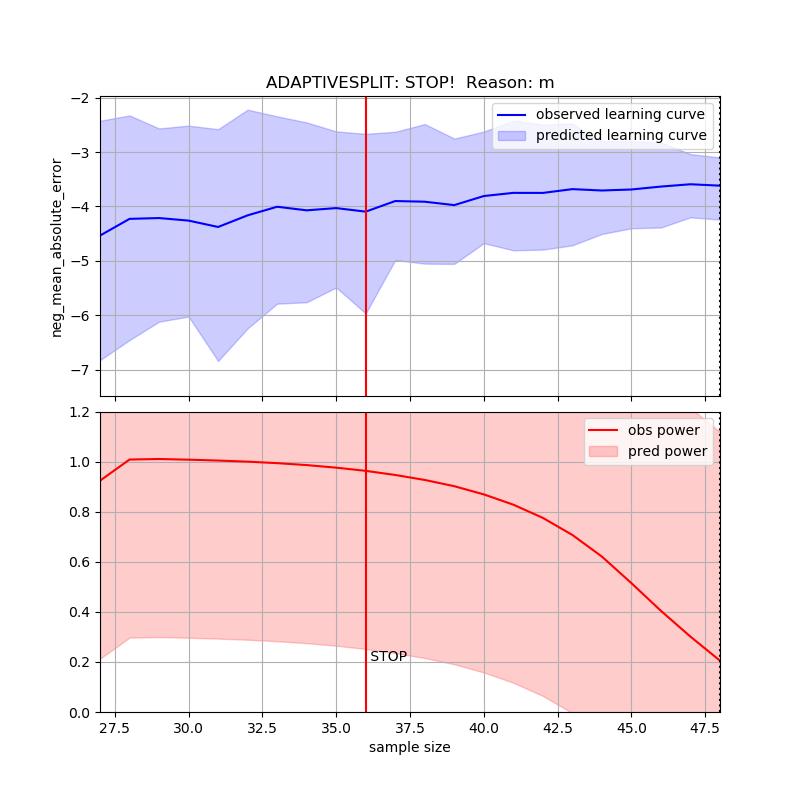 ADAPTIVESPLIT: STOP!  Reason: m
neg_mean_absolute_error
−2
−3
−4
−5
−6
−7
observed learning curve
predicted learning curve
1.2
1.0
0.8
0.6
0.4
0.2
0.0
obs power
pred power
STOP
27.5 30.0 32.5 35.0 37.5 40.0 42.5 45.0 47.5
sample size